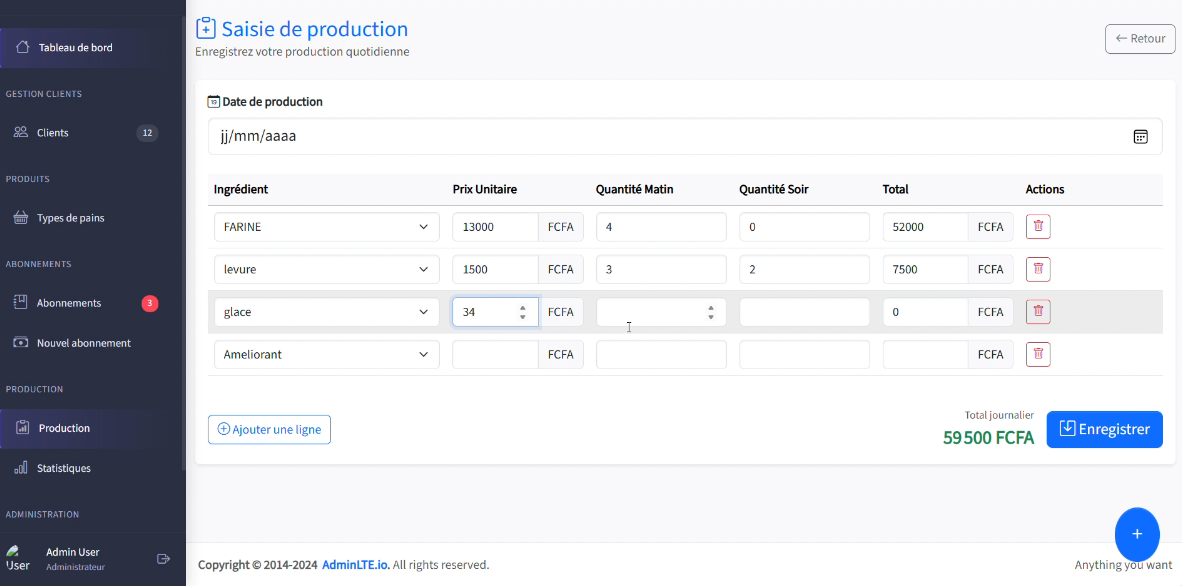 Tableau de bord
GESTION CLIENTS
Clients 12
PRODUITS
Types de pains
ABONNEMENTS
Abonnements 3
Nouvel abonnement
PRODUCTION
Production
Statistiques
ADMINISTRATION
User
Admin User
Administrateur
Saisie de production
Enregistrez votre production quotidienne
← Retour
Date de production
jj/mm/aaaa
Ingrédient Prix Unitaire Quantité Matin Quantité Soir Total Actions
FARINE 13000 FCFA 4 0 52000 FCFA
levure 1500 FCFA 3 2 7500 FCFA
glace 34 FCFA 0 FCFA
Ameliorant FCFA FCFA
Ajouter une ligne
Total journalier
59 500 FCFA
Enregistrer
+
Copyright © 2014-2024 AdminLTE.io. All rights reserved.
Anything you want